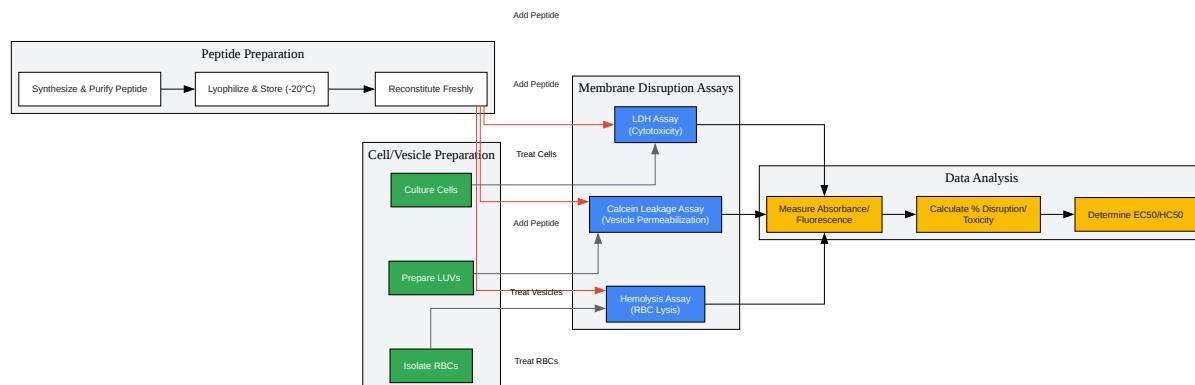 Add Peptide
Peptide Preparation
Synthesize & Purify Peptide
Lyophilize & Store (-20°C)
Reconstitute Freshly
Add Peptide
Membrane Disruption Assays
LDH Assay
(Cytotoxicity)
Cell/Vesicle Preparation
Treat Cells
Culture Cells
Calcein Leakage Assay
(Vesicle Permeabilization)
Add Peptide
Data Analysis
Measure Absorbance/
Fluorescence
Calculate % Disruption/
Toxicity
Determine EC50/HC50
Prepare LUVs
Treat Vesicles
Hemolysis Assay
(RBC Lysis)
Isolate RBCs
Treat RBCs